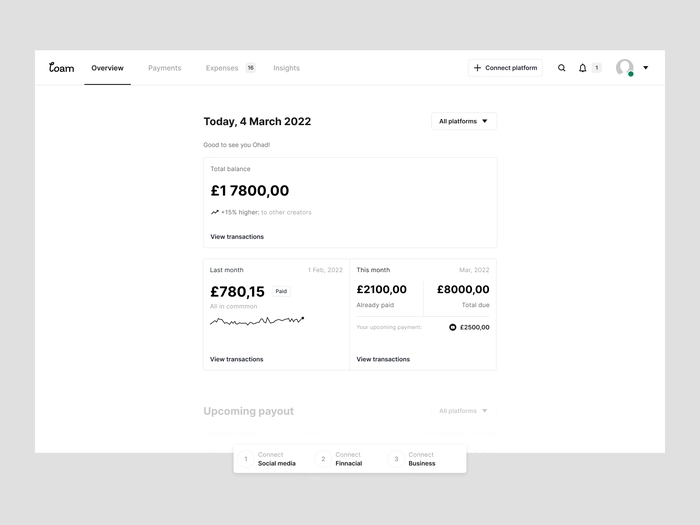 loam
Overview
Payments
Expenses 16
Insights
Connect platform
1
Today, 4 March 2022
All platforms
Good to see you Ohad!
Total balance
£1 7800,00
+15% higher: to other creators
View transactions
Last month
1 Feb, 2022
£780,15
Paid
All in commmon
View transactions
This month
Mar, 2022
£2100,00
Already paid
£8000,00
Total due
Your upcoming payment:
£2500,00
View transactions
Upcoming payout
All platforms
1
Connect
Social media
2
Connect
Finnacial
3
Connect
Business